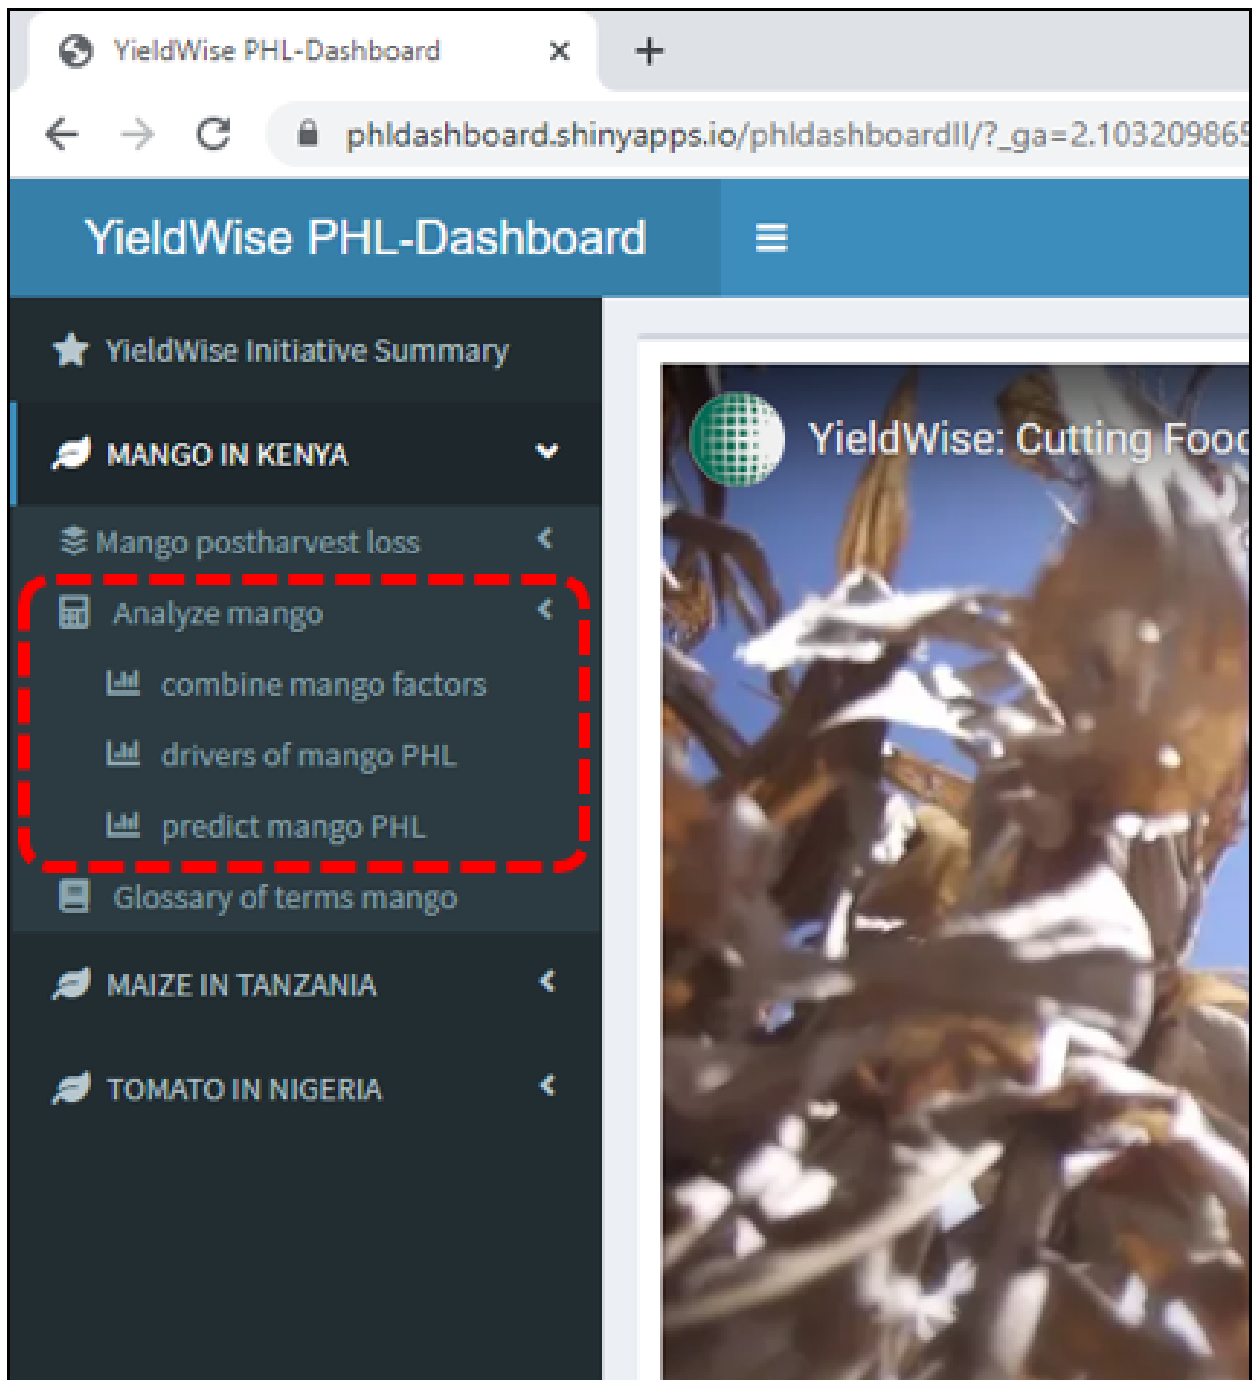 YieldWise PHL-Dashboard
phldashboard.shinyapps.io/phldashboardII/?_ga=2.103209865
YieldWise PHL-Dashboard
YieldWise Initiative Summary
MANGO IN KENYA
Mango postharvest loss
Analyze mango
combine mango factors
drivers of mango PHL
predict mango PHL
Glossary of terms mango
MAIZE IN TANZANIA
TOMATO IN NIGERIA
YieldWise: Cutting Food